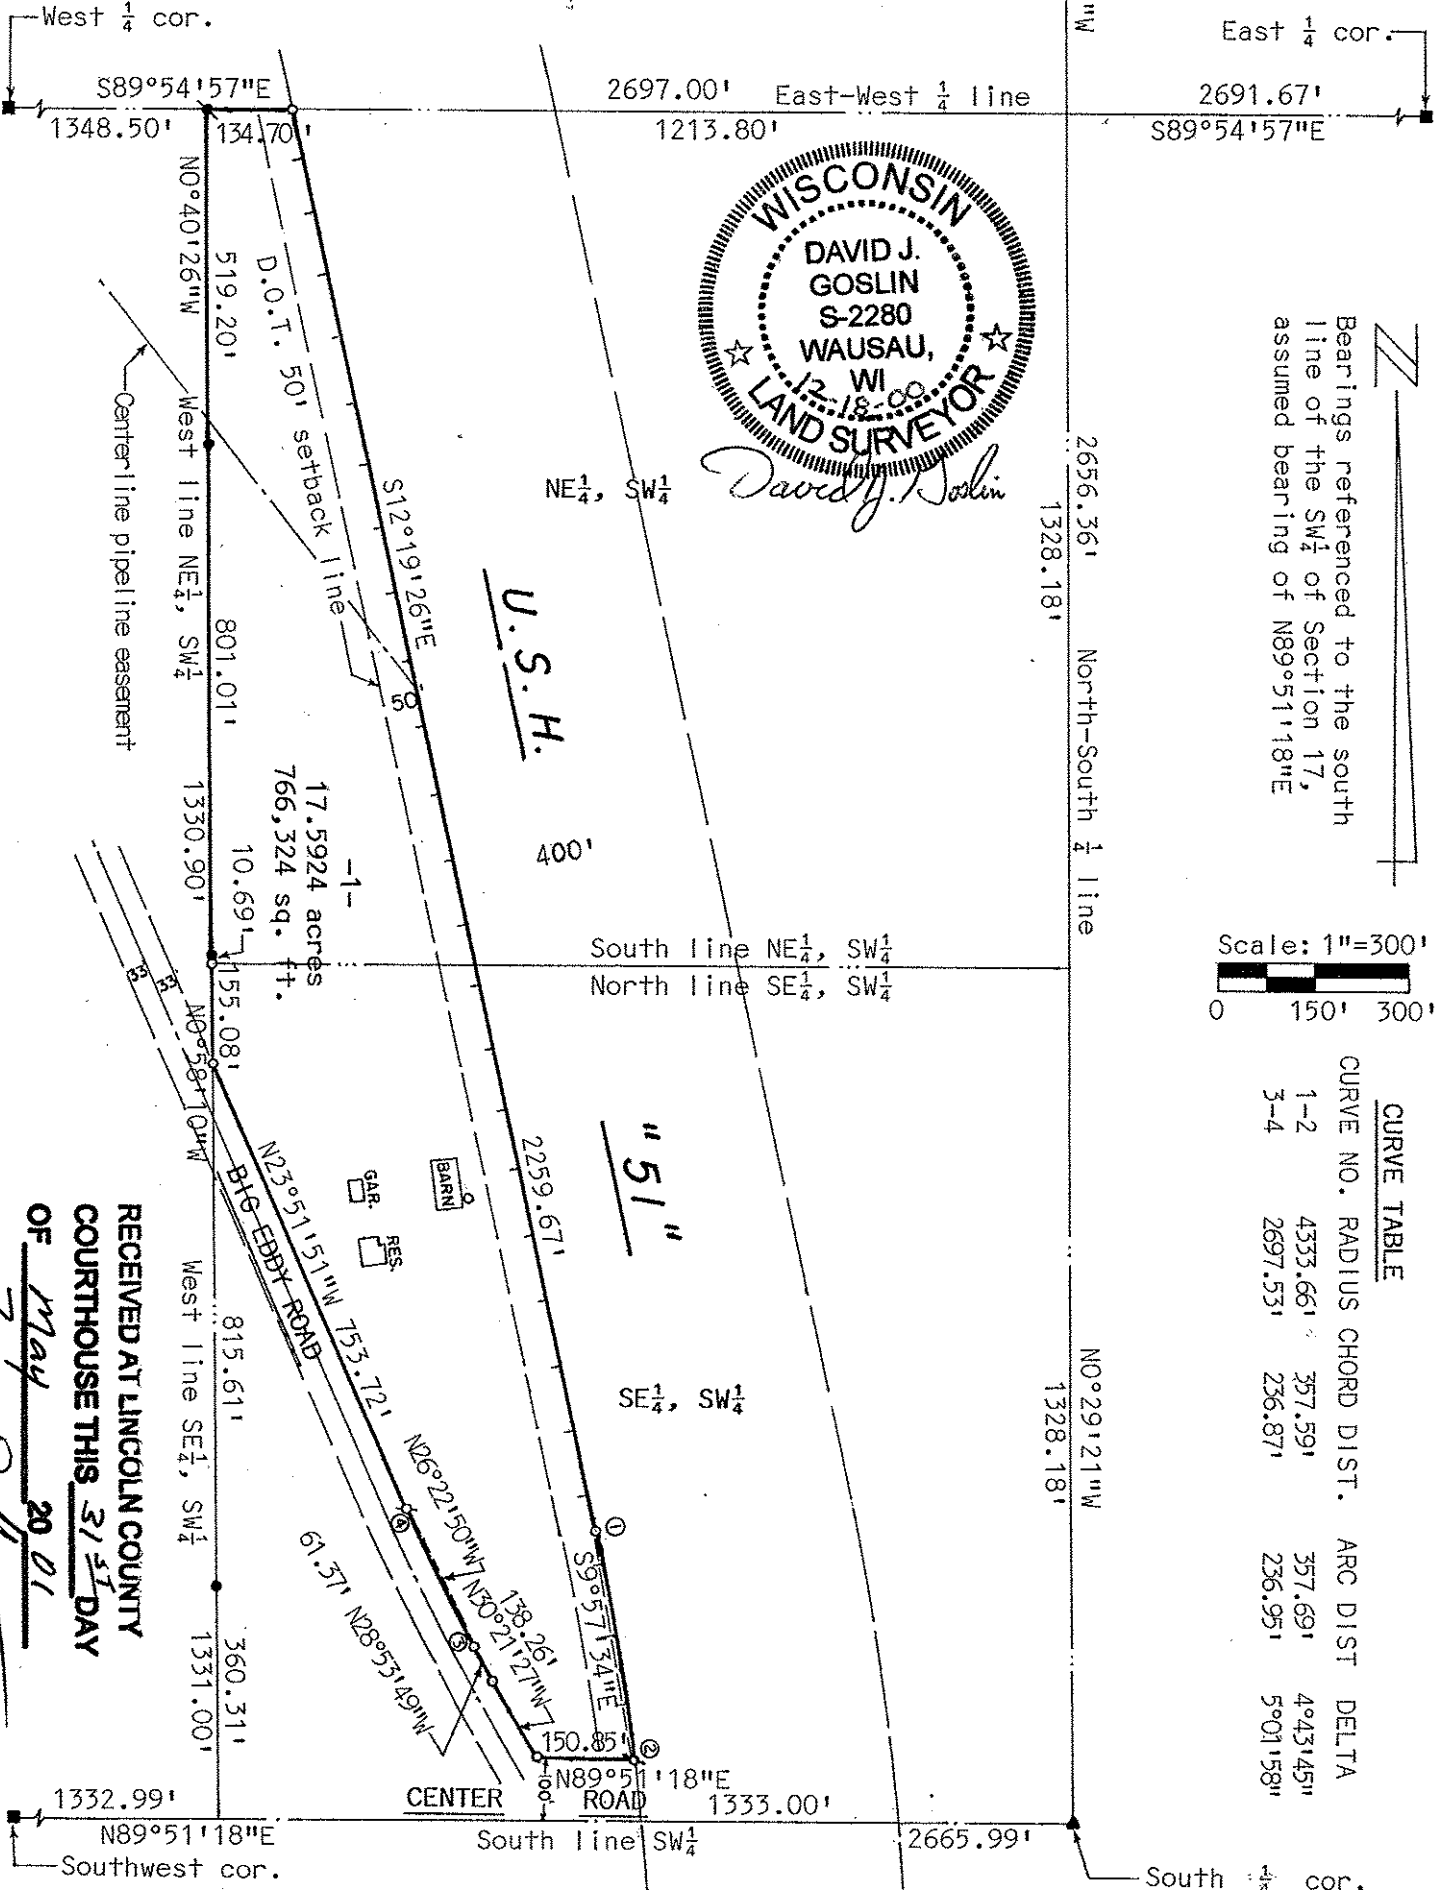 West 1/4 cor.
"W
East 1/4 cor.
S89°54'57"E
2697.00'
East-West 1/4 line
2691.67'
1348.50'
134.70'
1213.80'
S89°54'57"E
WISCONSIN
DAVID J.
GOSLIN
S-2280
WAUSAU,
WI
12-18-00
LAND SURVEYOR
David J. Goslin
Bearings referenced to the south
line of the SW1/4 of Section 17,
assumed bearing of N89°51'18"E
N0°40'26"W
519.20'
D.O.T. 50' setback line
West line NE1/4, SW1/4
Centerline pipeline easement
S12°19'26"E
NE1/4, SW1/4
2656.36'
1328.18'
North-South 1/4 line
U.S.H.
50
801.01'
1330.90'
-1-
17.5924 acres
766,324 sq. ft.
10.69'
400'
South line NE1/4, SW1/4
North line SE1/4, SW1/4
Scale: 1"=300'
0 150' 300'
33
33
155.08'
N0°58'10"W
CURVE TABLE
CURVE NO. RADIUS CHORD DIST. ARC DIST DELTA
1-2 4333.66' 357.59' 357.69' 4°43'45"
3-4 2697.53' 236.87' 236.95' 5°01'58"
"51"
2259.67'
BARN
GAR.
RES.
N23°51'51"W 753.72'
BIG EDDY ROAD
815.61'
West line SE1/4, SW1/4
SE1/4, SW1/4
N0°29'21"W
1328.18'
RECEIVED AT LINCOLN COUNTY
COURTHOUSE THIS 31ST DAY
OF May 2001
N26°22'50"W
4
1
S9°57'34"E
138.26'
N30°21'27"W
3
61.37' N28°53'49"W
360.31'
1331.00'
150.85'
2
N89°51'18"E
100'
1332.99'
CENTER ROAD
1333.00'
N89°51'18"E
South line SW1/4
2665.99'
Southwest cor.
South 1/4 cor.